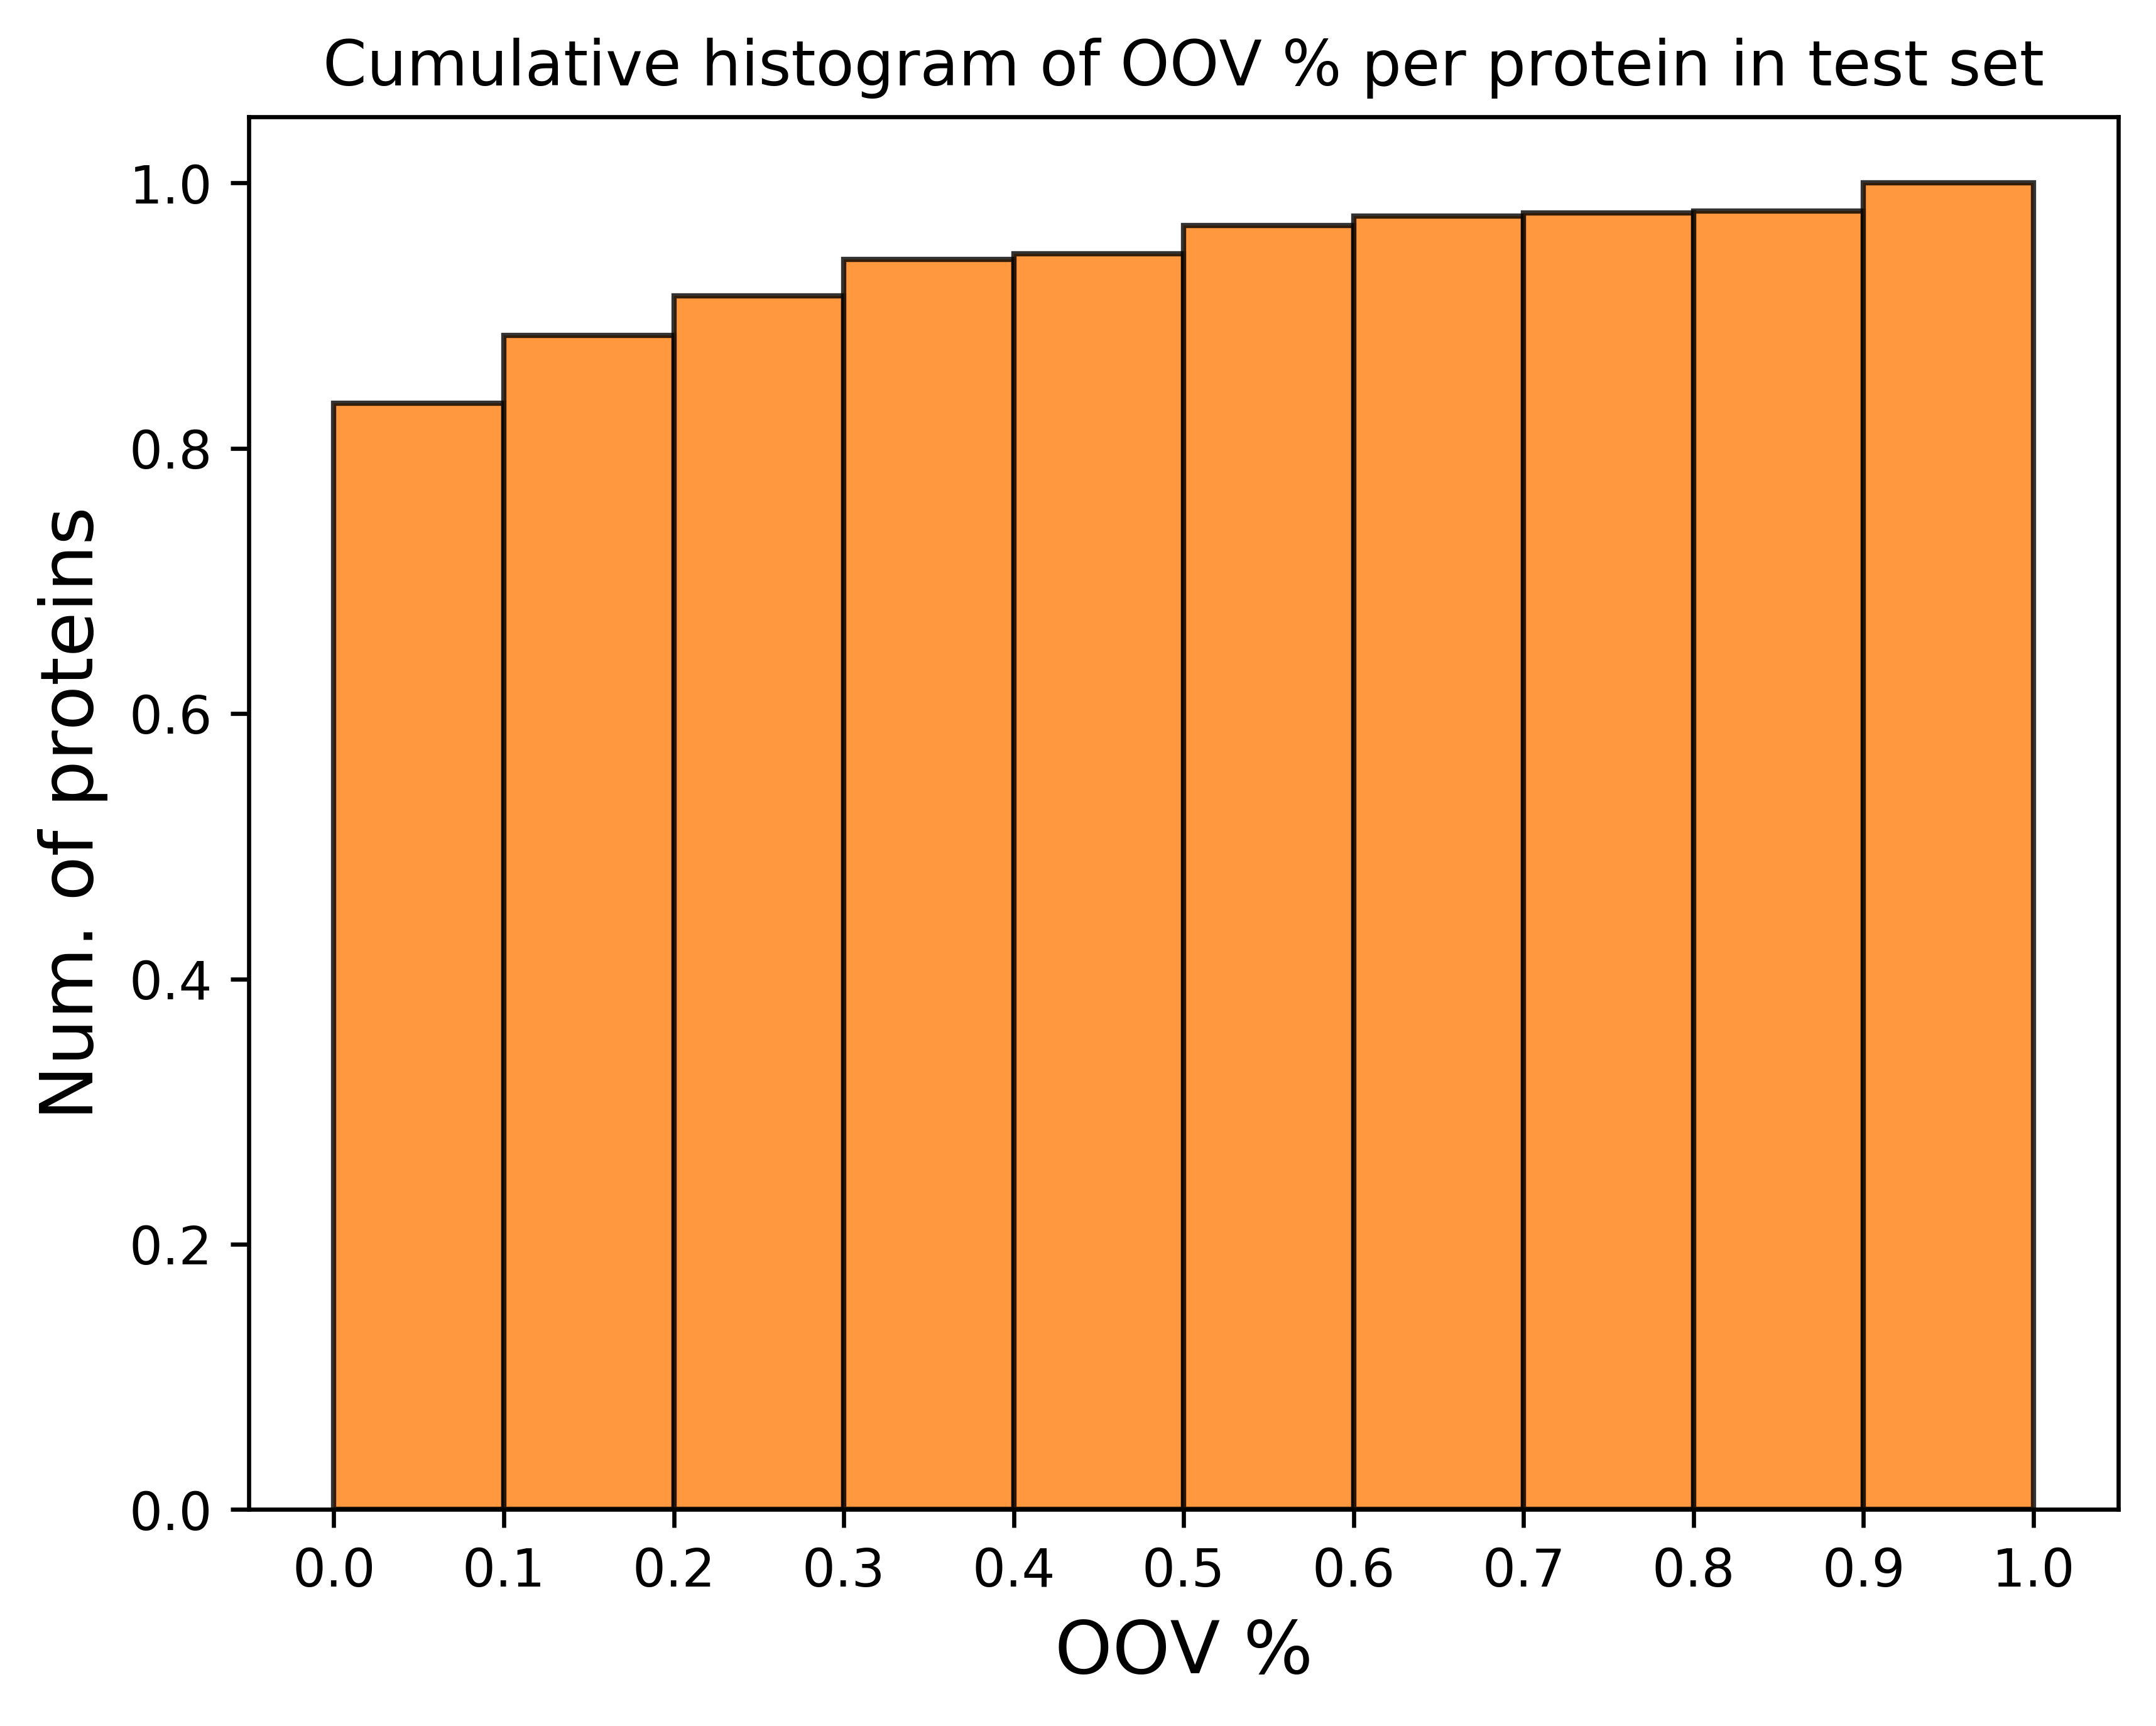 Cumulative histogram of OOV % per protein in test set
Num. of proteins
1.0
0.8
0.6
0.4
0.2
0.0
0.0 0.1 0.2 0.3 0.4 0.5 0.6 0.7 0.8 0.9 1.0
OOV %